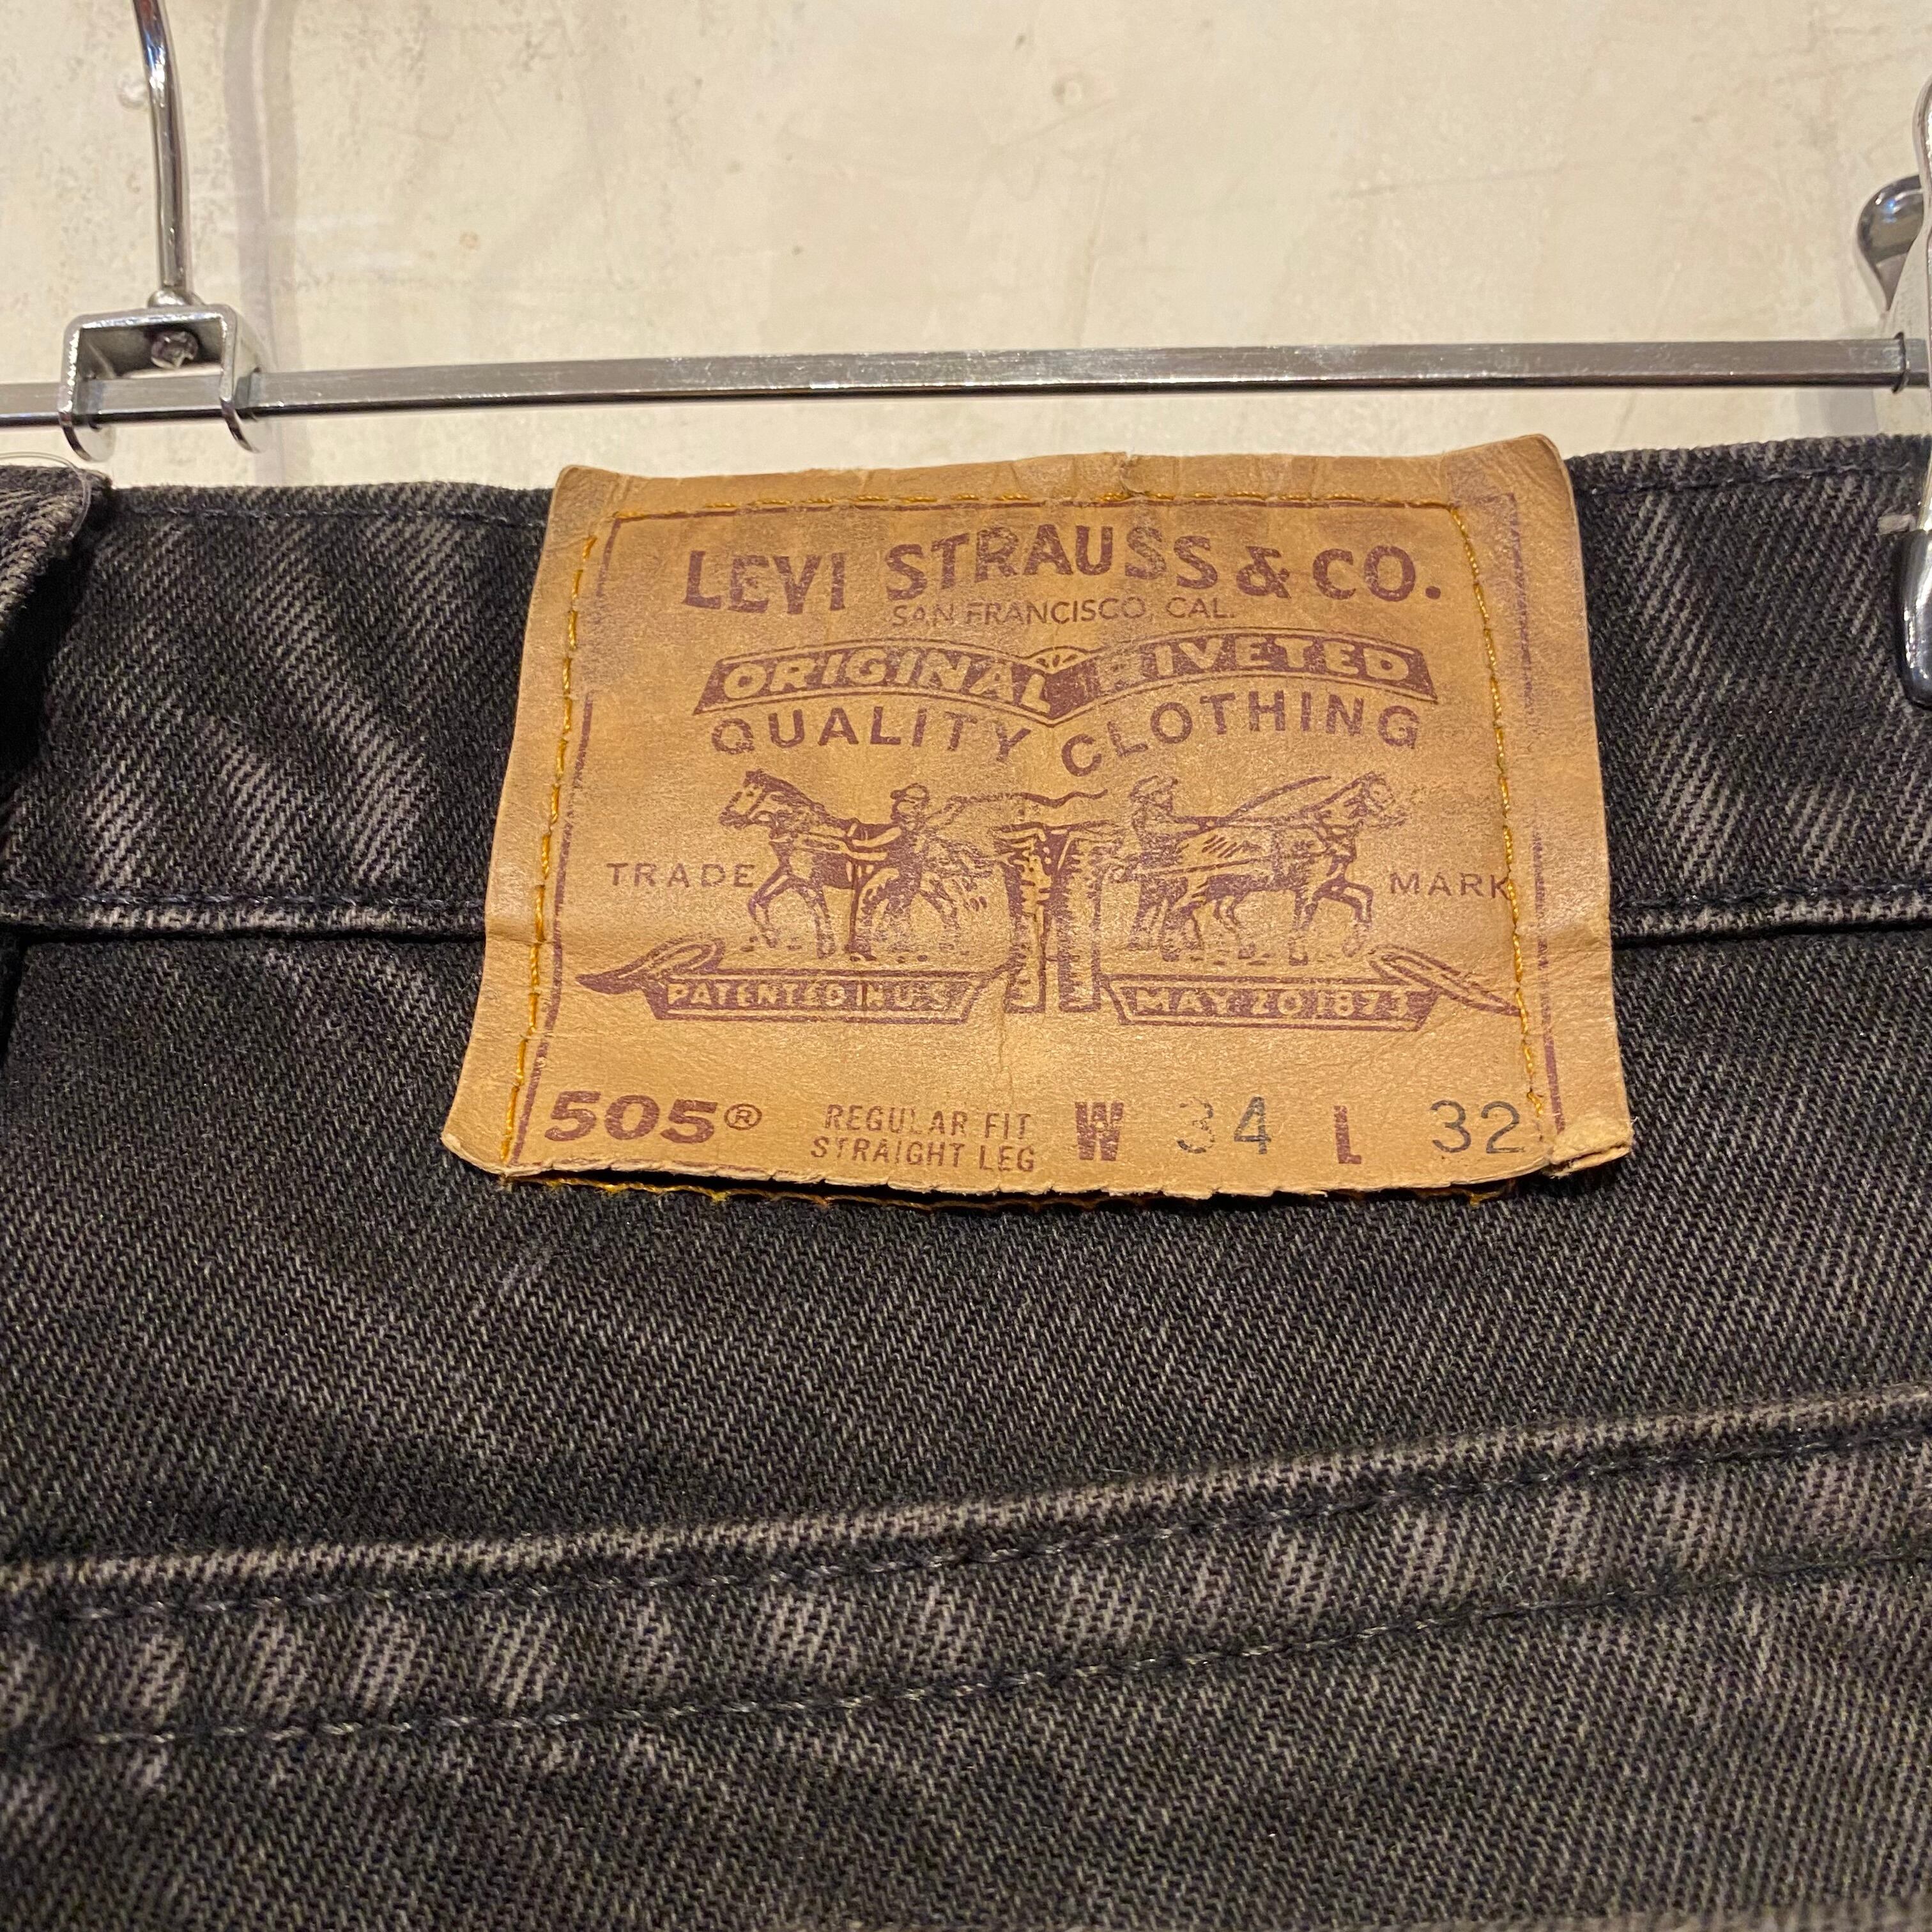 LEVI STRAUSS & CO.
SAN FRANCISCO, CAL.
ORIGINAL RIVETED
QUALITY CLOTHING
TRADE MARK
PATENTED IN U.S. MAY 20 1873
505® REGULAR FIT W 34 L 32
STRAIGHT LEG